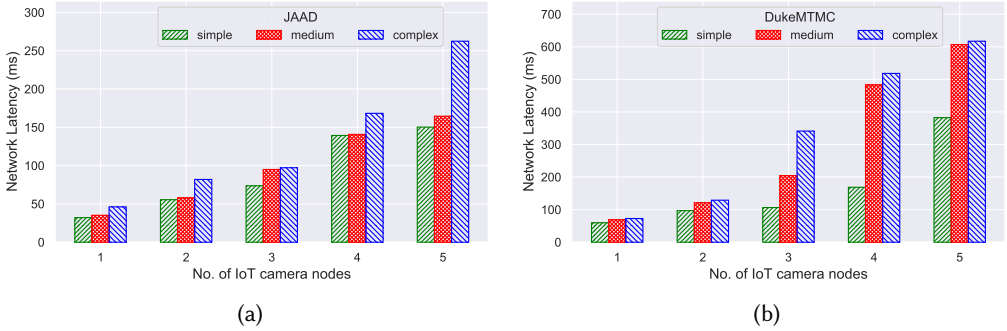 JAAD
simple medium complex
Network Latency (ms)
300
250
200
150
100
50
0
1 2 3 4 5
No. of IoT camera nodes
(a)
DukeMTMC
simple medium complex
Network Latency (ms)
700
600
500
400
300
200
100
0
1 2 3 4 5
No. of IoT camera nodes
(b)